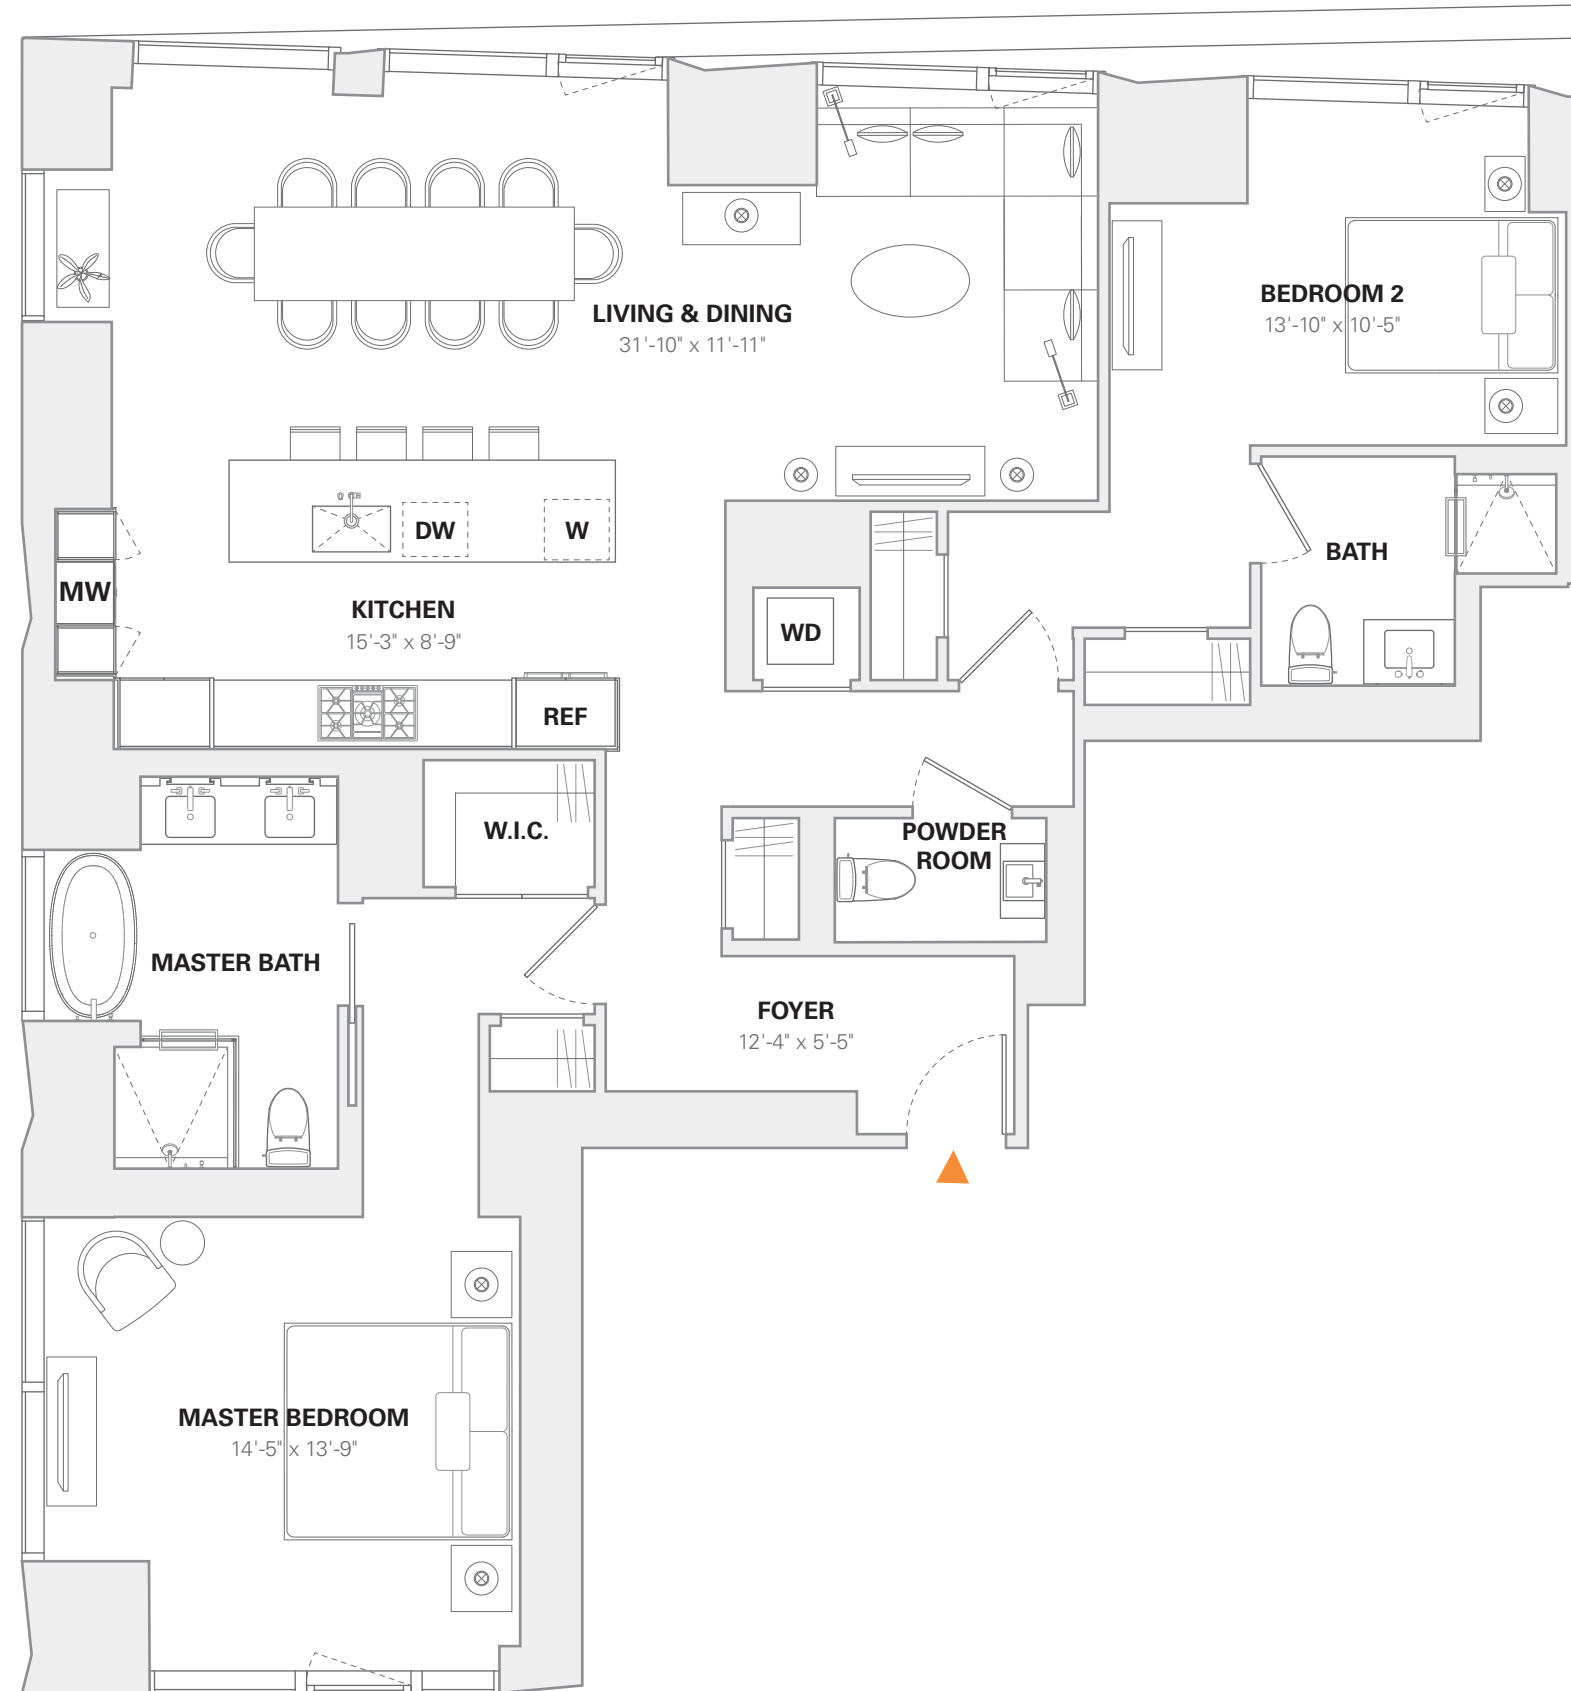 LIVING & DINING
31'-10" x 11'-11"
BEDROOM 2
13'-10" x 10'-5"
DW
W
BATH
MW
KITCHEN
15'-3" x 8'-9"
WD
REF
W.I.C.
POWDER
ROOM
MASTER BATH
FOYER
12'-4" x 5'-5"
MASTER BEDROOM
14'-5" x 13'-9"